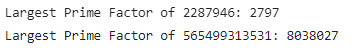 Largest Prime Factor of 2287946: 2797
Largest Prime Factor of 565499313531: 8038027